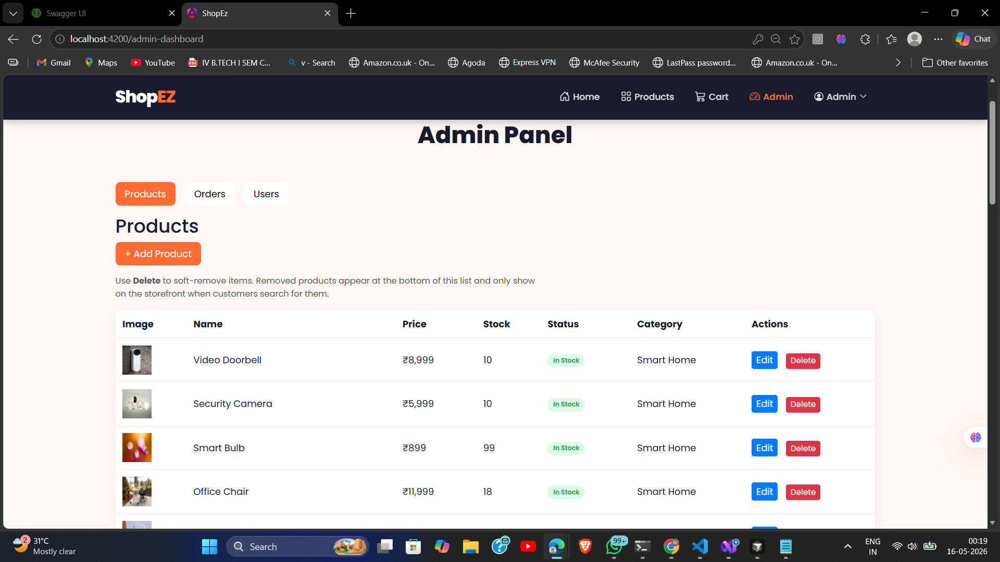 Swagger UI
ShopEz
localhost:4200/admin-dashboard
Chat
Gmail
Maps
YouTube
IV B.TECH I SEM C...
v - Search
Amazon.co.uk - On...
Agoda
Express VPN
McAfee Security
LastPass password...
Amazon.co.uk - On...
Other favorites
ShopEZ
Home
Products
Cart
Admin
Admin
Admin Panel
Products
Orders
Users
Products
+ Add Product
Use Delete to soft-remove items. Removed products appear at the bottom of this list and only show
on the storefront when customers search for them.
Image Name Price Stock Status Category Actions
Video Doorbell ₹8,999 10 In Stock Smart Home Edit Delete
Security Camera ₹5,999 10 In Stock Smart Home Edit Delete
Smart Bulb ₹899 99 In Stock Smart Home Edit Delete
Office Chair ₹11,999 18 In Stock Smart Home Edit Delete
2
31°C
Mostly clear
Search
99+
M
ENG
IN
00:19
16-05-2026